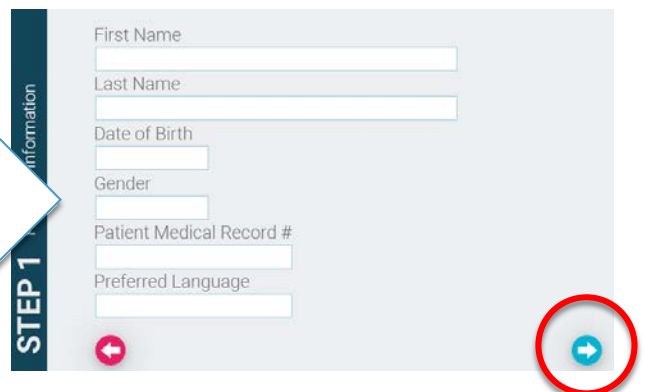 First Name
Last Name
Date of Birth
Gender
Patient Medical Record #
Preferred Language
STEP 1 information